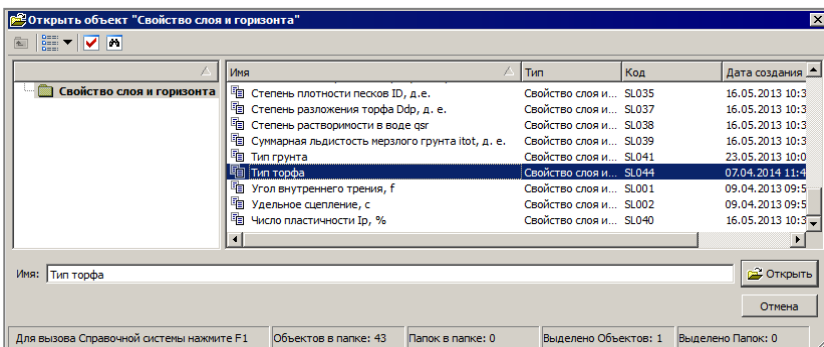 Открыть объект "Свойство слоя и горизонта"
Имя Тип Код Дата создания
Свойство слоя и горизонта
Степень плотности песков ID, д.е. Свойство слоя и... SL035 16.05.2013 10:3
Степень разложения торфа Ddp, д. е. Свойство слоя и... SL037 16.05.2013 10:3
Степень растворимости в воде qsr Свойство слоя и... SL038 16.05.2013 10:3
Суммарная льдистость мерзлого грунта itot, д. е. Свойство слоя и... SL039 16.05.2013 10:3
Тип грунта Свойство слоя и... SL041 23.05.2013 10:0
Тип торфа Свойство слоя и... SL044 07.04.2014 11:4
Угол внутреннего трения, f Свойство слоя и... SL001 09.04.2013 09:5
Удельное сцепление, с Свойство слоя и... SL002 09.04.2013 09:5
Число пластичности Ip, % Свойство слоя и... SL040 16.05.2013 10:3
Имя: Тип торфа Открыть
Отмена
Для вызова Справочной системы нажмите F1 Объектов в папке: 43 Папок в папке: 0 Выделено Объектов: 1 Выделено Папок: 0